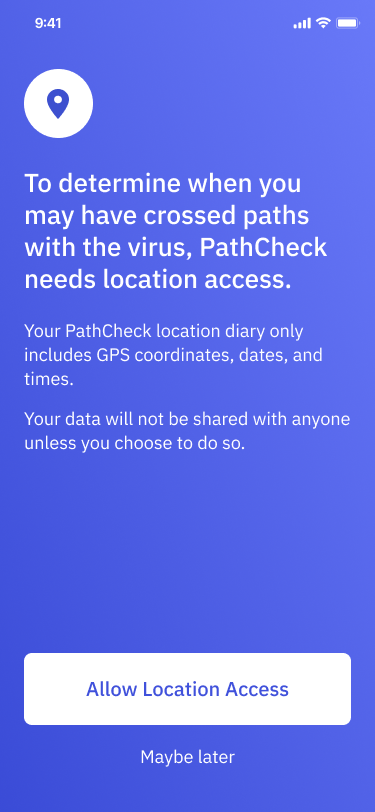 9:41
To determine when you
may have crossed paths
with the virus, PathCheck
needs location access.
Your PathCheck location diary only
includes GPS coordinates, dates, and
times.
Your data will not be shared with anyone
unless you choose to do so.
Allow Location Access
Maybe later